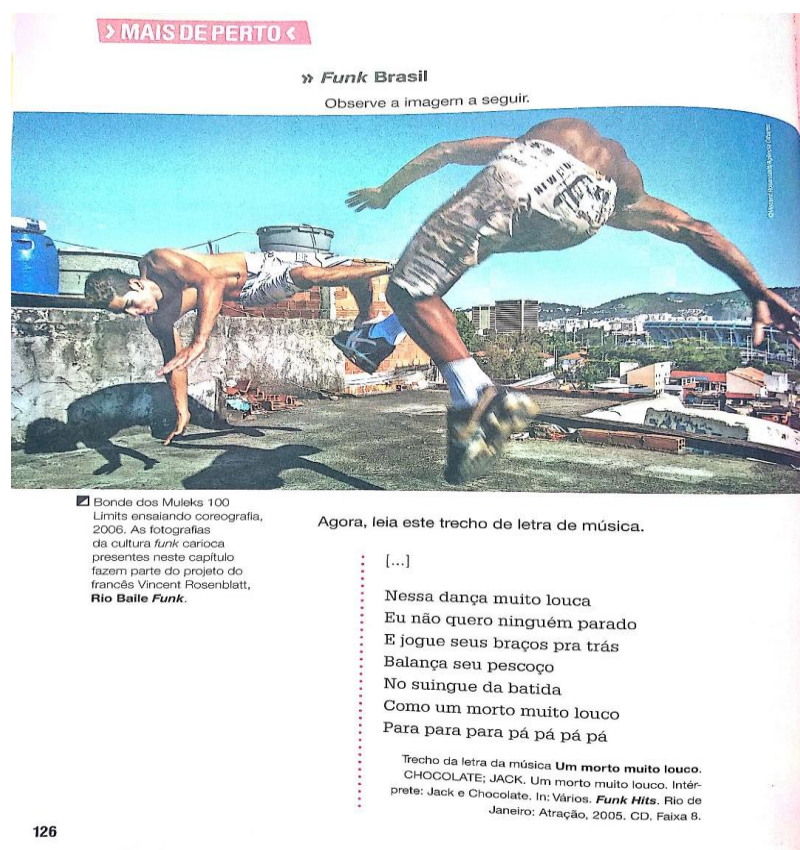 > MAIS DE PERTO <
» Funk Brasil
Observe a imagem a seguir.
NEW
Bonde dos Muleks 100
Limits ensaiando coreografia,
2006. As fotografias
da cultura funk carioca
presentes neste capítulo
fazem parte do projeto do
francês Vincent Rosenblatt,
Rio Baile Funk.
Agora, leia este trecho de letra de música.
[...]
Nessa dança muito louca
Eu não quero ninguém parado
E jogue seus braços pra trás
Balança seu pescoço
No suingue da batida
Como um morto muito louco
Para para para pá pá pá pá
Trecho da letra da música Um morto muito louco.
CHOCOLATE; JACK. Um morto muito louco. Intér-
prete: Jack e Chocolate. In: Vários. Funk Hits. Rio de
Janeiro: Atração, 2005. CD. Faixa 8.
126